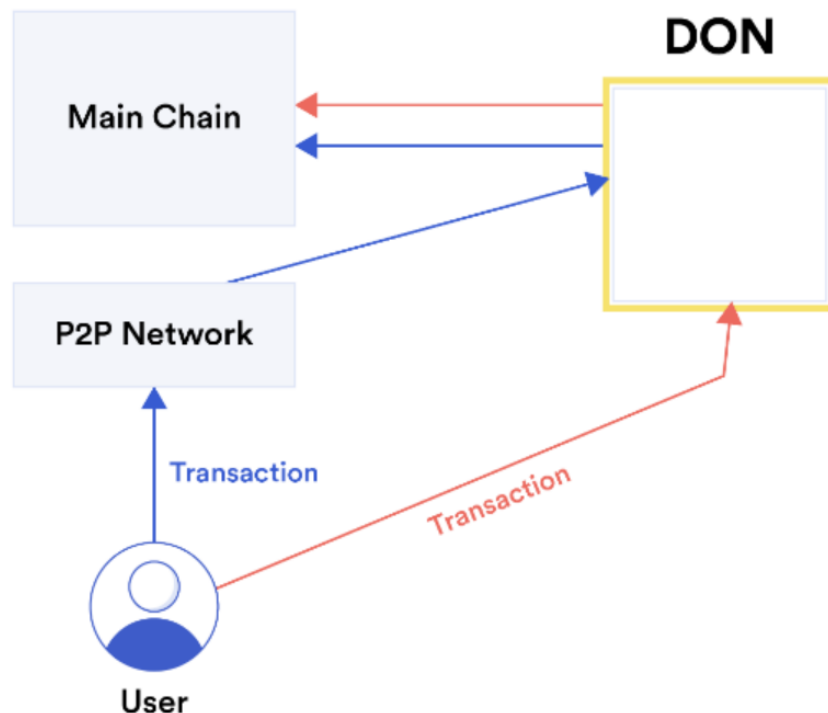 DON
Main Chain
P2P Network
Transaction
Transaction
User